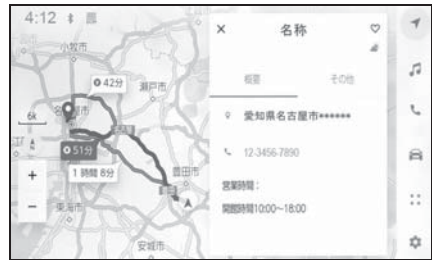 4:12
小牧市
42分
瀬戸市
6k
51分
1 時間 8分
豊田市
東海市
安城市
+
−
×
名称
概要
その他
愛知県名古屋市******
12-3456-7890
営業時間：
開館時間10:00〜18:00